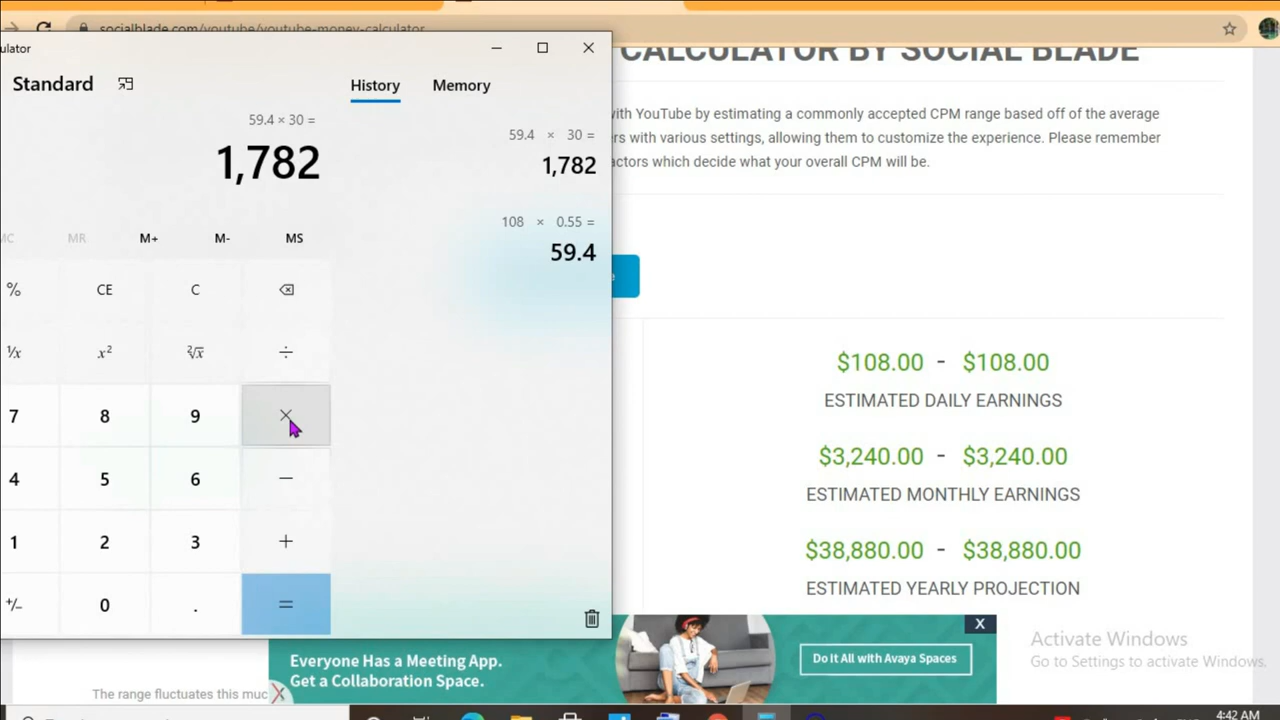 socialblade.com/youtube/youtube-money-calculator
CALCULATOR BY SOCIAL BLADE
with YouTube by estimating a commonly accepted CPM range based off of the average
rs with various settings, allowing them to customize the experience. Please remember
actors which decide what your overall CPM will be.
ulator
Standard
History
Memory
59.4 × 30 =
1,782
59.4 × 30 =
1,782
108 × 0.55 =
59.4
MC
MR
M+
M-
MS
%
CE
C
⅟x
x²
²√x
÷
7
8
9
×
4
5
6
−
1
2
3
+
+/−
0
.
=
$108.00 - $108.00
ESTIMATED DAILY EARNINGS
$3,240.00 - $3,240.00
ESTIMATED MONTHLY EARNINGS
$38,880.00 - $38,880.00
ESTIMATED YEARLY PROJECTION
Everyone Has a Meeting App.
Get a Collaboration Space.
Do It All with Avaya Spaces
X
Activate Windows
Go to Settings to activate Windows.
The range fluctuates this muc
4:42 AM